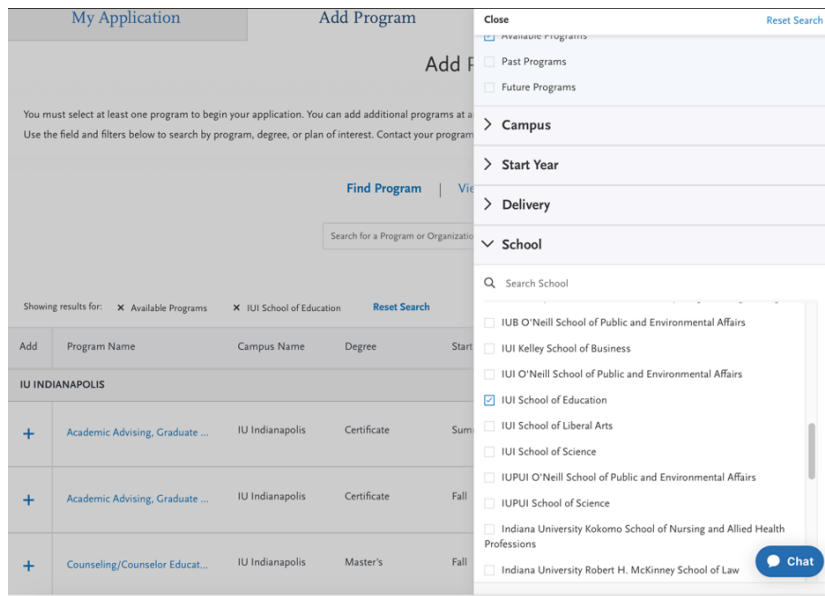 My Application
Add Program
Close
Reset Search
Add
You must select at least one program to begin your application. You can add additional programs at a
Use the field and filters below to search by program, degree, or plan of interest. Contact your program
Find Program |
Search for a Program or
Showing results for: × Available Programs × IUI School of Education Reset Search
Add Program Name Campus Name Degree Start
IU INDIANAPOLIS
+ Academic Advising, Graduate ... IU Indianapolis Certificate
+ Academic Advising, Graduate ... IU Indianapolis Certificate Fall
+ Counseling/Counselor Educat... IU Indianapolis Master's Fall
Available Programs
Past Programs
Future Programs
Campus
Start Year
Delivery
School
Search School
IUB O'Neill School of Public and Environmental Affairs
IUI Kelley School of Business
IUI O'Neill School of Public and Environmental Affairs
IUI School of Education
IUI School of Liberal Arts
IUI School of Science
IUPUI O'Neill School of Public and Environmental Affairs
IUPUI School of Science
Indiana University Kokomo School of Nursing and Allied Health
Professions
Indiana University Robert H. McKinney School of Law
Chat